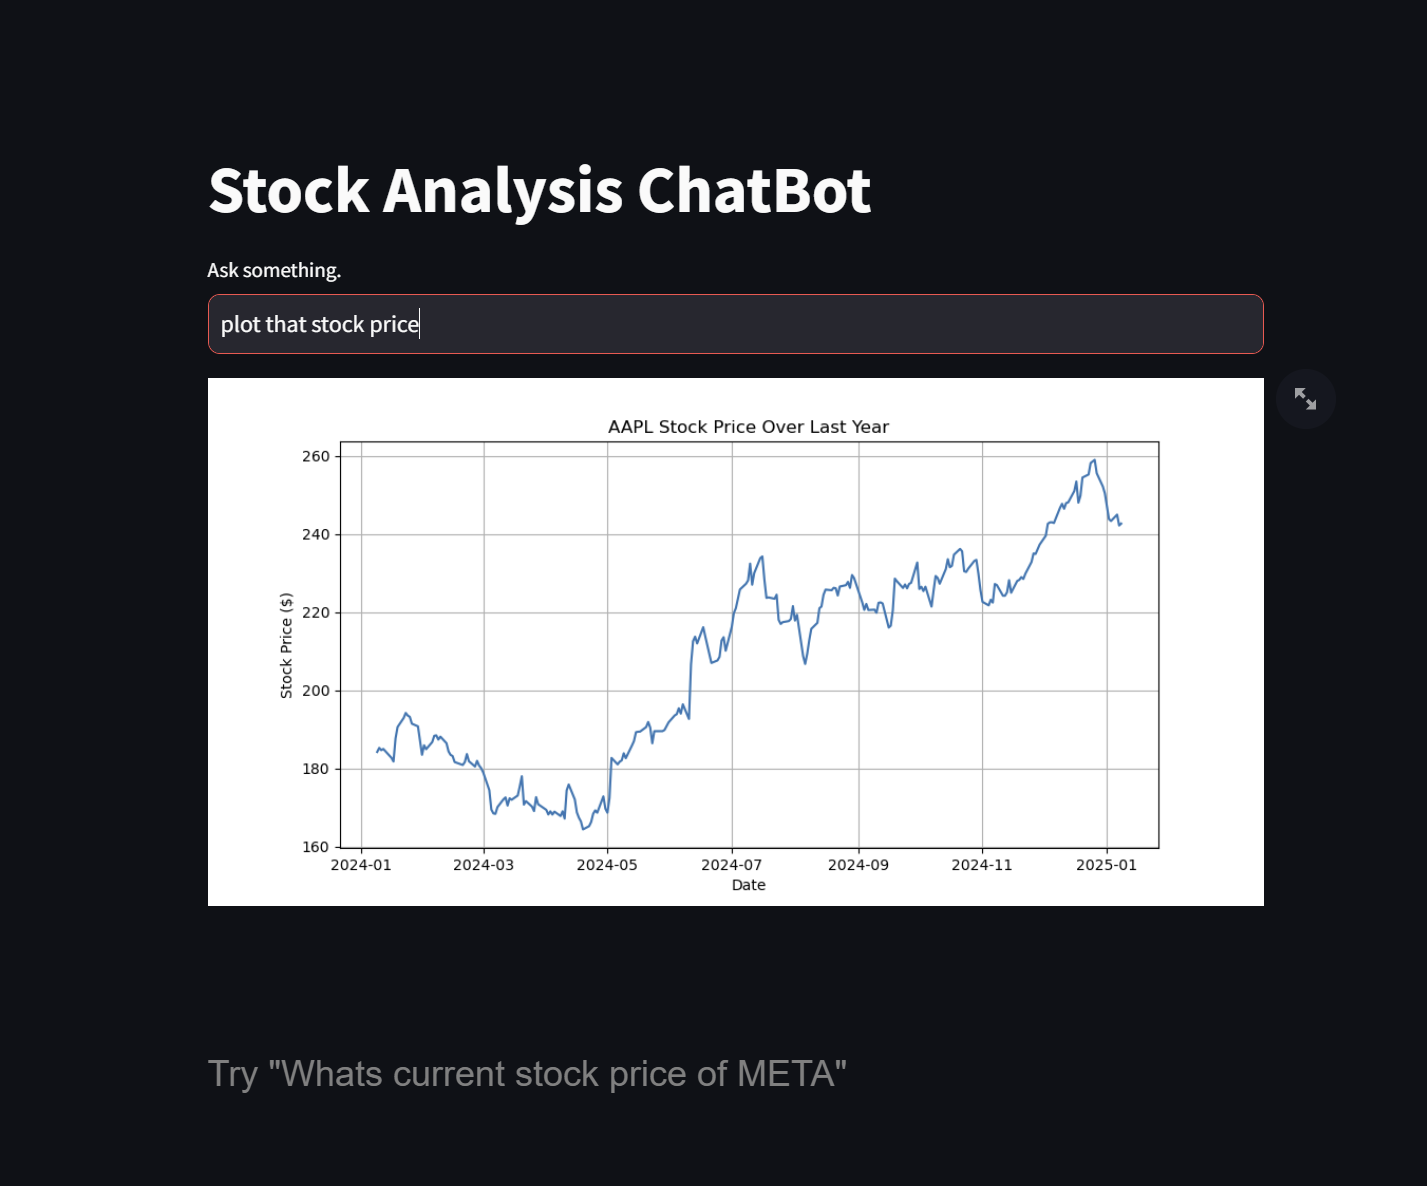 Stock Analysis ChatBot
Ask something.
plot that stock price
AAPL Stock Price Over Last Year
260
240
220
200
180
160
Stock Price ($)
2024-01 2024-03 2024-05 2024-07 2024-09 2024-11 2025-01
Date
Try "Whats current stock price of META"